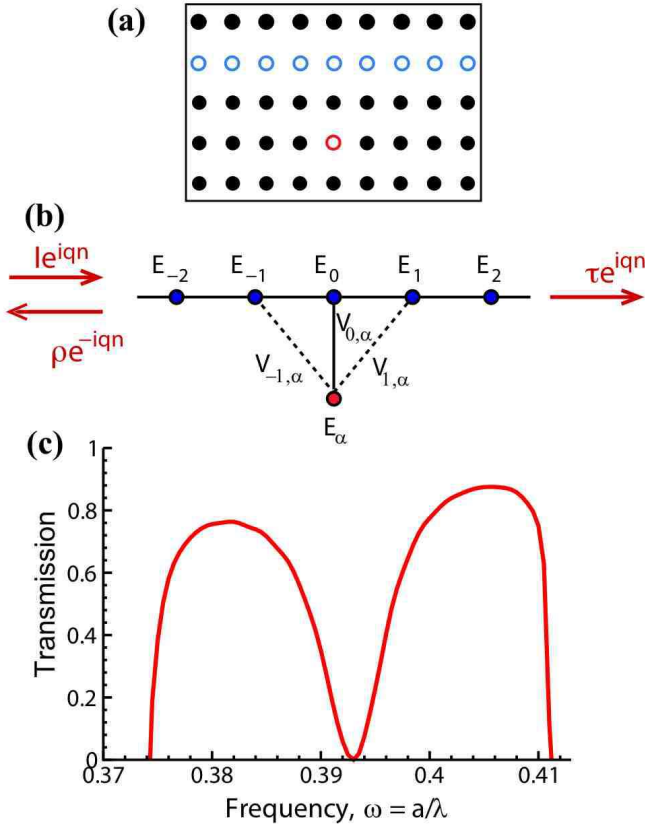 (a)
(b)
Ie^{iqn}
E_{-2} E_{-1} E_0 E_1 E_2
τe^{iqn}
ρe^{-iqn}
V_{0,α}
V_{-1,α} V_{1,α}
E_α
(c)
1
0.8
0.6
0.4
0.2
0
Transmission
0.37 0.38 0.39 0.4 0.41
Frequency, ω = a/λ